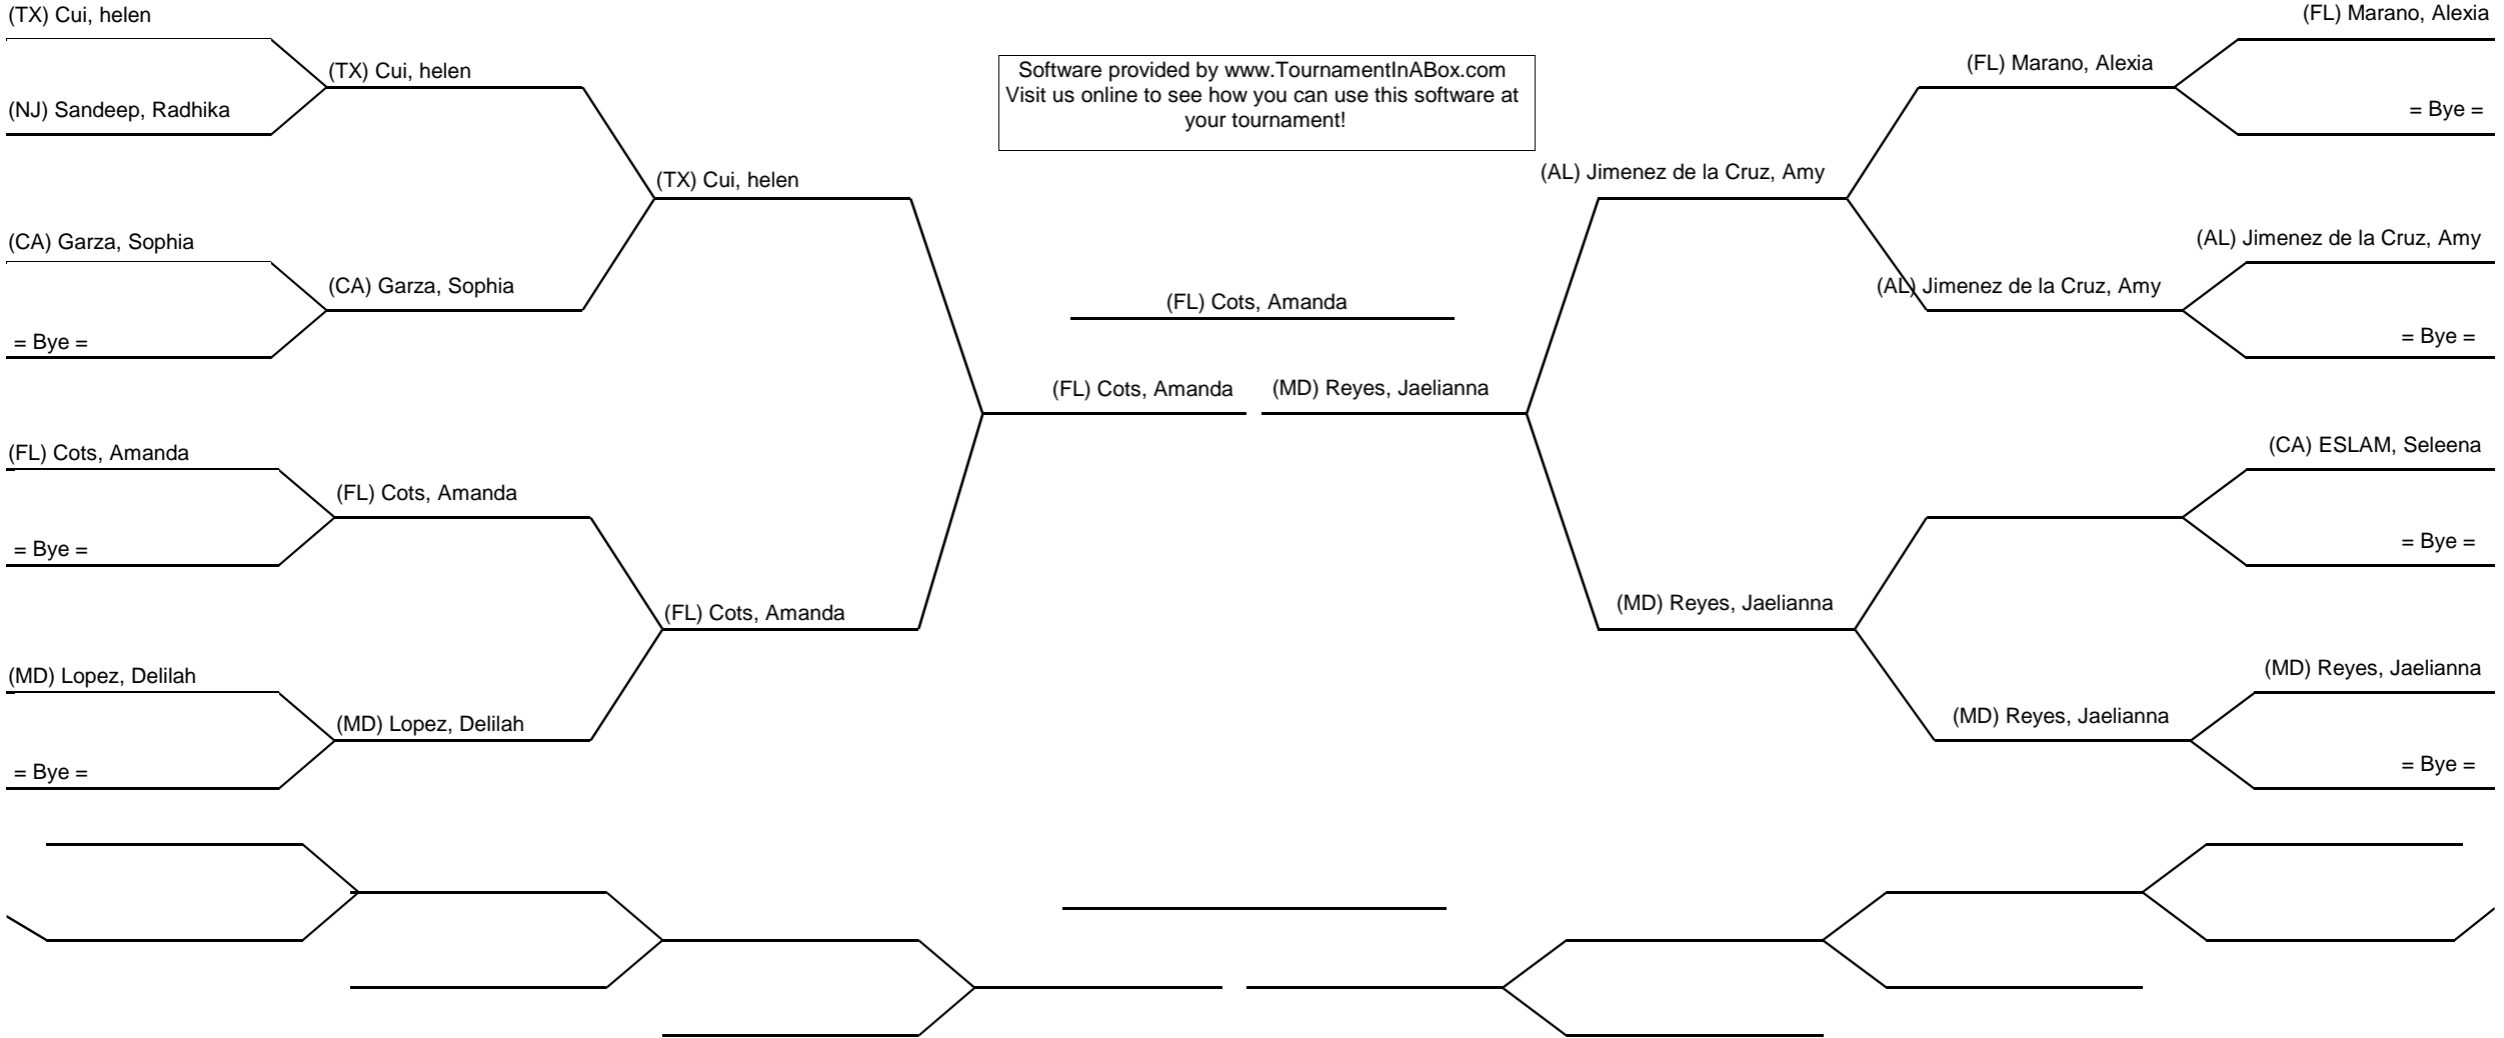 (TX) Cui, helen
(TX) Cui, helen
(NJ) Sandeep, Radhika
(TX) Cui, helen
(CA) Garza, Sophia
(CA) Garza, Sophia
= Bye =
(FL) Cots, Amanda
(FL) Cots, Amanda
= Bye =
(FL) Cots, Amanda
(MD) Lopez, Delilah
(MD) Lopez, Delilah
= Bye =
Software provided by www.TournamentInABox.com
Visit us online to see how you can use this software at
your tournament!
(FL) Cots, Amanda
(FL) Cots, Amanda
(MD) Reyes, Jaelianna
(FL) Marano, Alexia
(FL) Marano, Alexia
= Bye =
(AL) Jimenez de la Cruz, Amy
(AL) Jimenez de la Cruz, Amy
(AL) Jimenez de la Cruz, Amy
= Bye =
(CA) ESLAM, Seleena
= Bye =
(MD) Reyes, Jaelianna
(MD) Reyes, Jaelianna
(MD) Reyes, Jaelianna
= Bye =